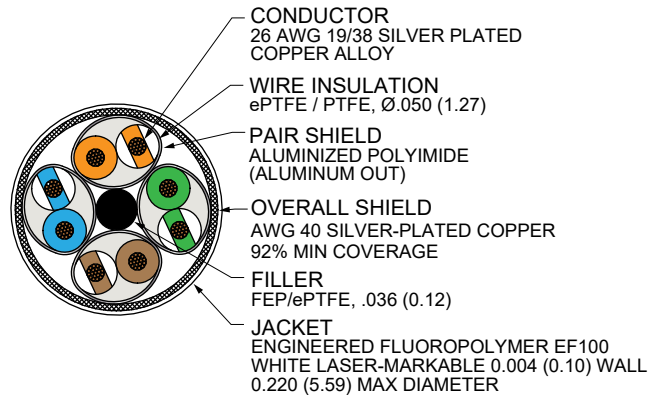 CONDUCTOR
26 AWG 19/38 SILVER PLATED
COPPER ALLOY
WIRE INSULATION
ePTFE / PTFE, Ø.050 (1.27)
PAIR SHIELD
ALUMINIZED POLYIMIDE
(ALUMINUM OUT)
OVERALL SHIELD
AWG 40 SILVER-PLATED COPPER
92% MIN COVERAGE
FILLER
FEP/ePTFE, .036 (0.12)
JACKET
ENGINEERED FLUOROPOLYMER EF100
WHITE LASER-MARKABLE 0.004 (0.10) WALL
0.220 (5.59) MAX DIAMETER